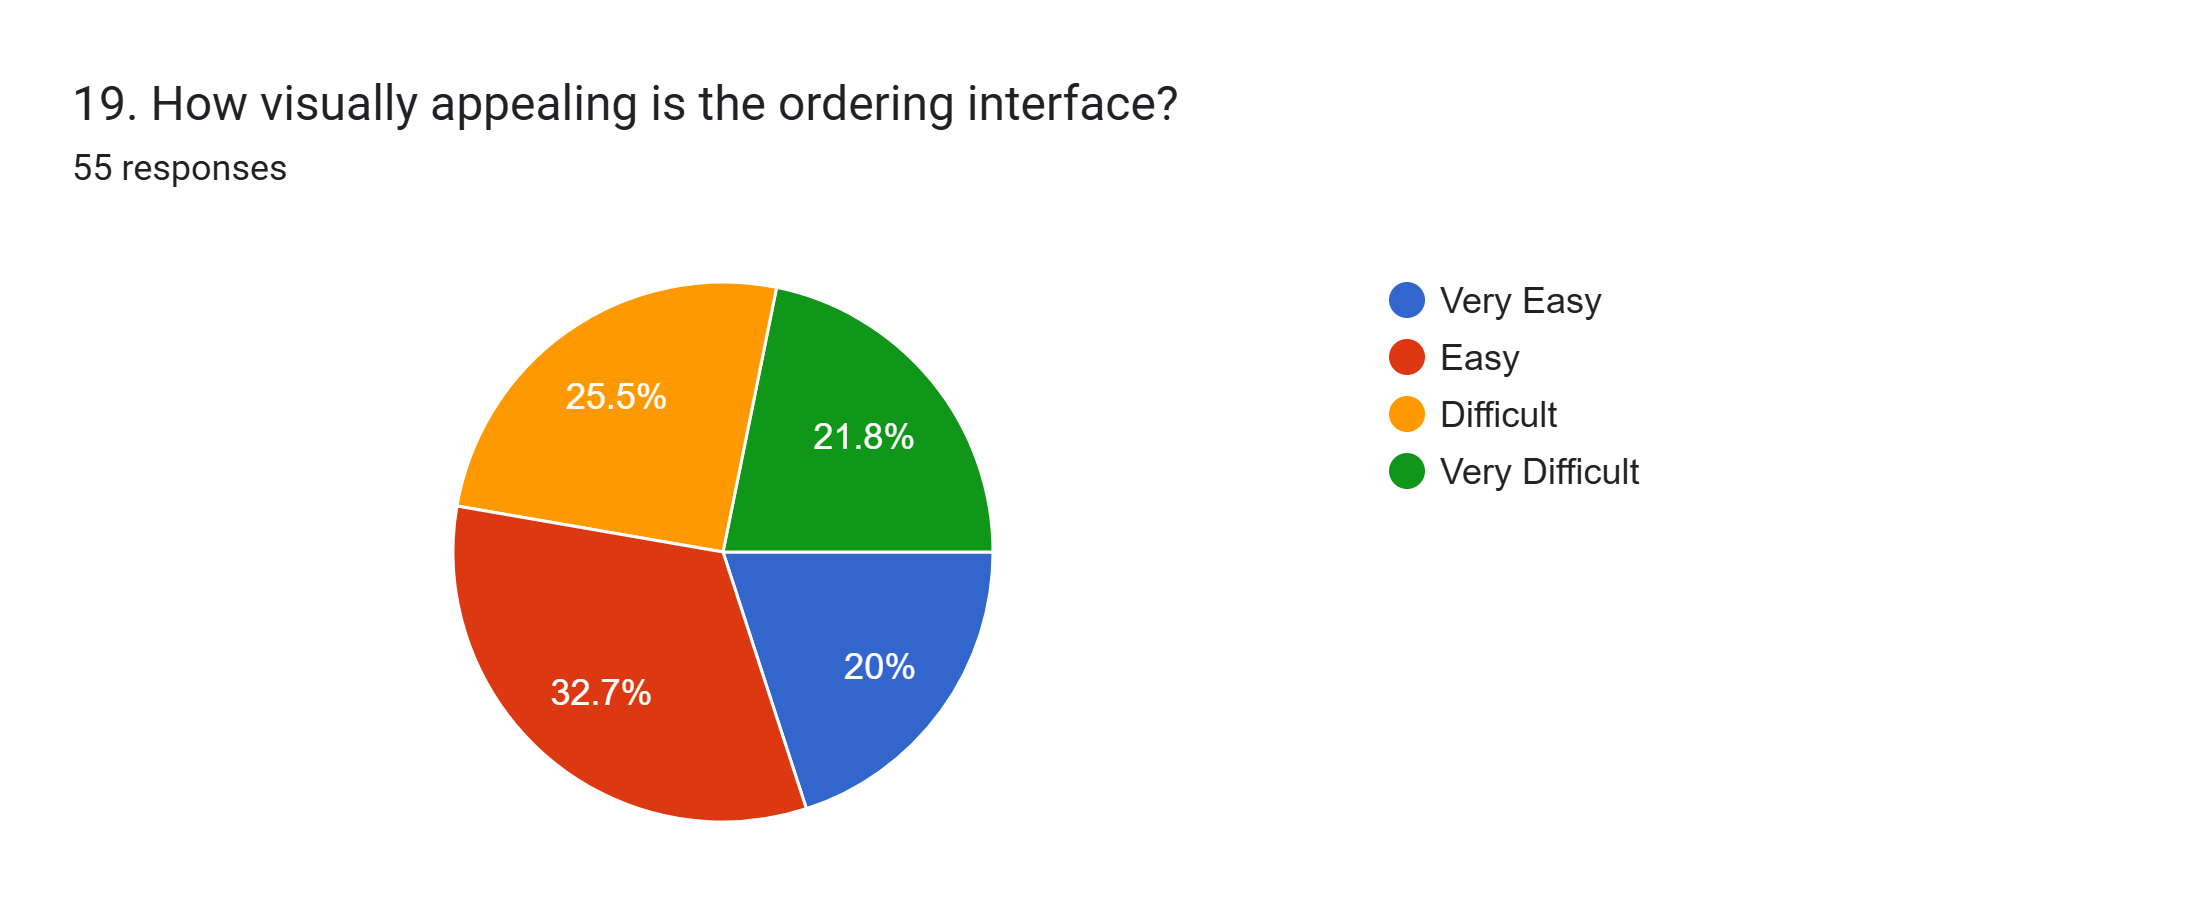 19. How visually appealing is the ordering interface?
55 responses
25.5%
21.8%
32.7%
20%
Very Easy
Easy
Difficult
Very Difficult